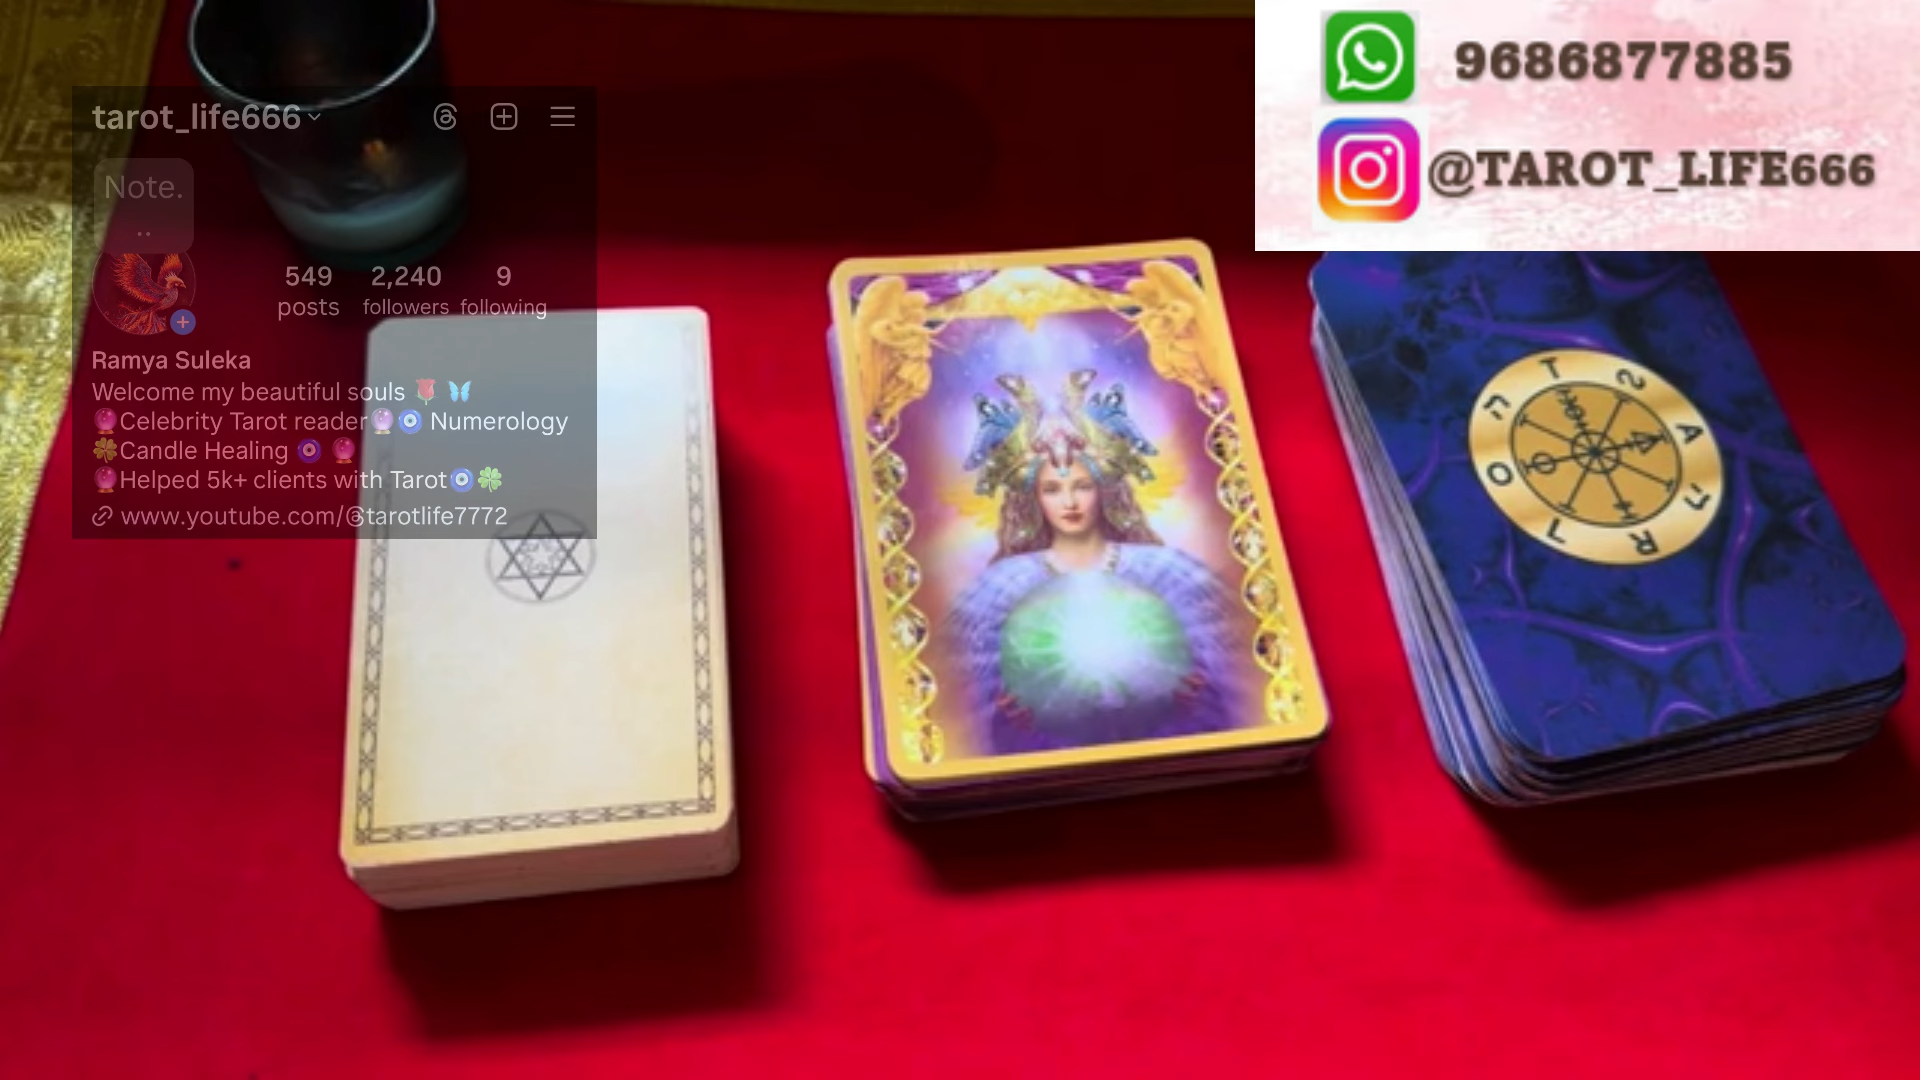 tarot_life666
Note.
..
549 2,240 9
posts followers following
Ramya Suleka
Welcome my beautiful souls 🌹 🦋
🔮Celebrity Tarot reader🔮🧿 Numerology
🍀Candle Healing 🧿 🔮
🔮Helped 5k+ clients with Tarot🧿🍀
www.youtube.com/@tarotlife7772
9686877885
@TAROT_LIFE666